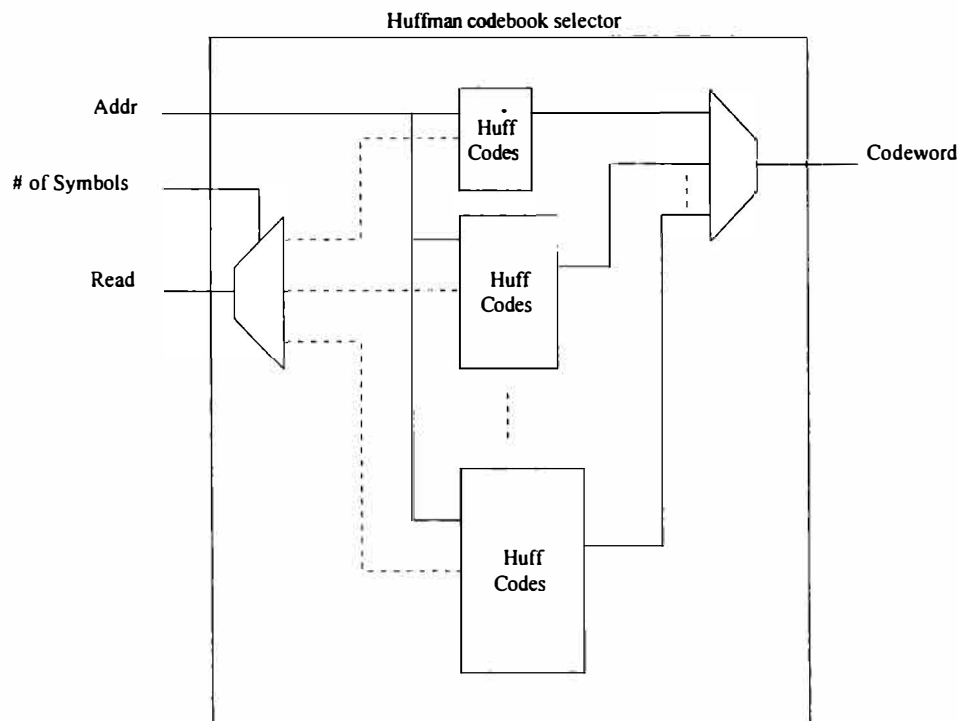 Huffman codebook selector
Addr
Huff
Codes
Codeword
# of Symbols
Read
Huff
Codes
Huff
Codes